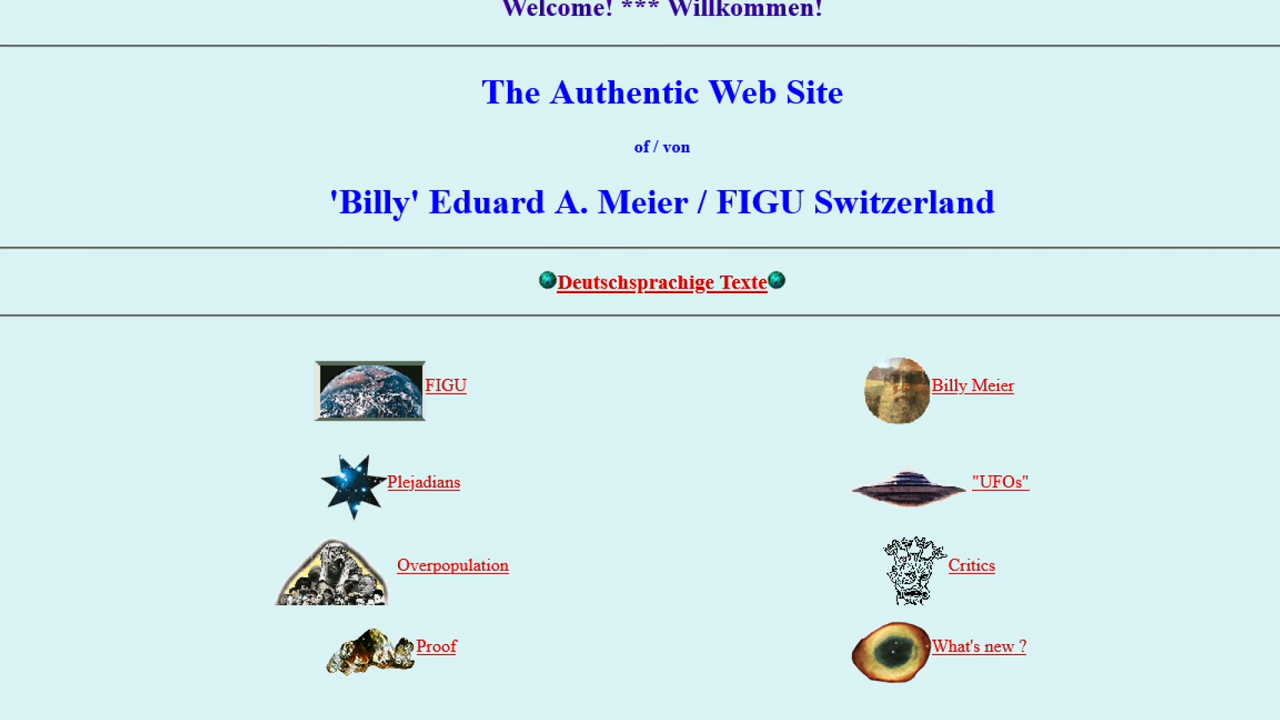 Welcome! *** Willkommen!
The Authentic Web Site
of / von
'Billy' Eduard A. Meier / FIGU Switzerland
Deutschsprachige Texte
FIGU
Billy Meier
Plejadians
"UFOs"
Overpopulation
Critics
Proof
What's new ?